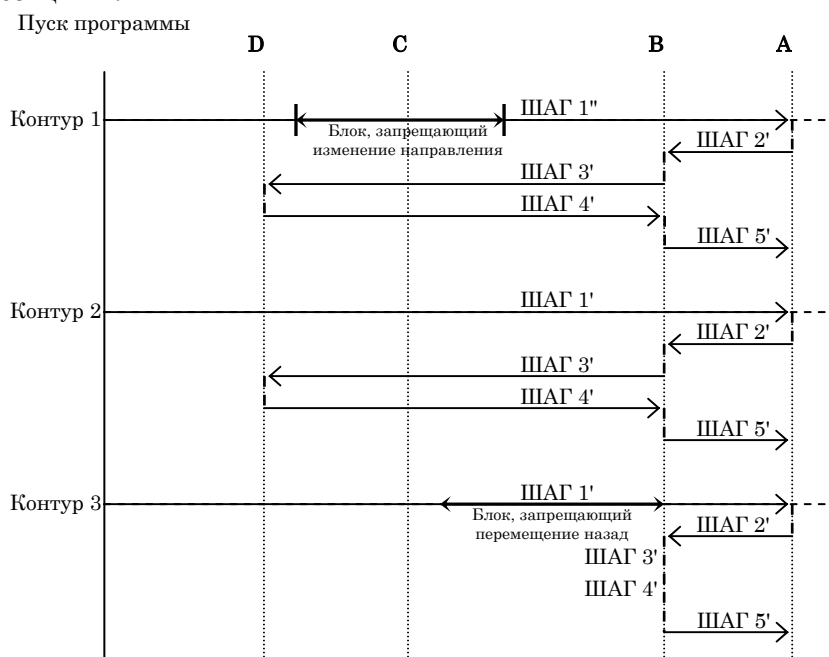 Пуск программы
D C B A
Контур 1
ШАГ 1"
Блок, запрещающий
изменение направления
ШАГ 2'
ШАГ 3'
ШАГ 4'
ШАГ 5'
Контур 2
ШАГ 1'
ШАГ 2'
ШАГ 3'
ШАГ 4'
ШАГ 5'
Контур 3
ШАГ 1'
Блок, запрещающий
перемещение назад
ШАГ 2'
ШАГ 3'
ШАГ 4'
ШАГ 5'